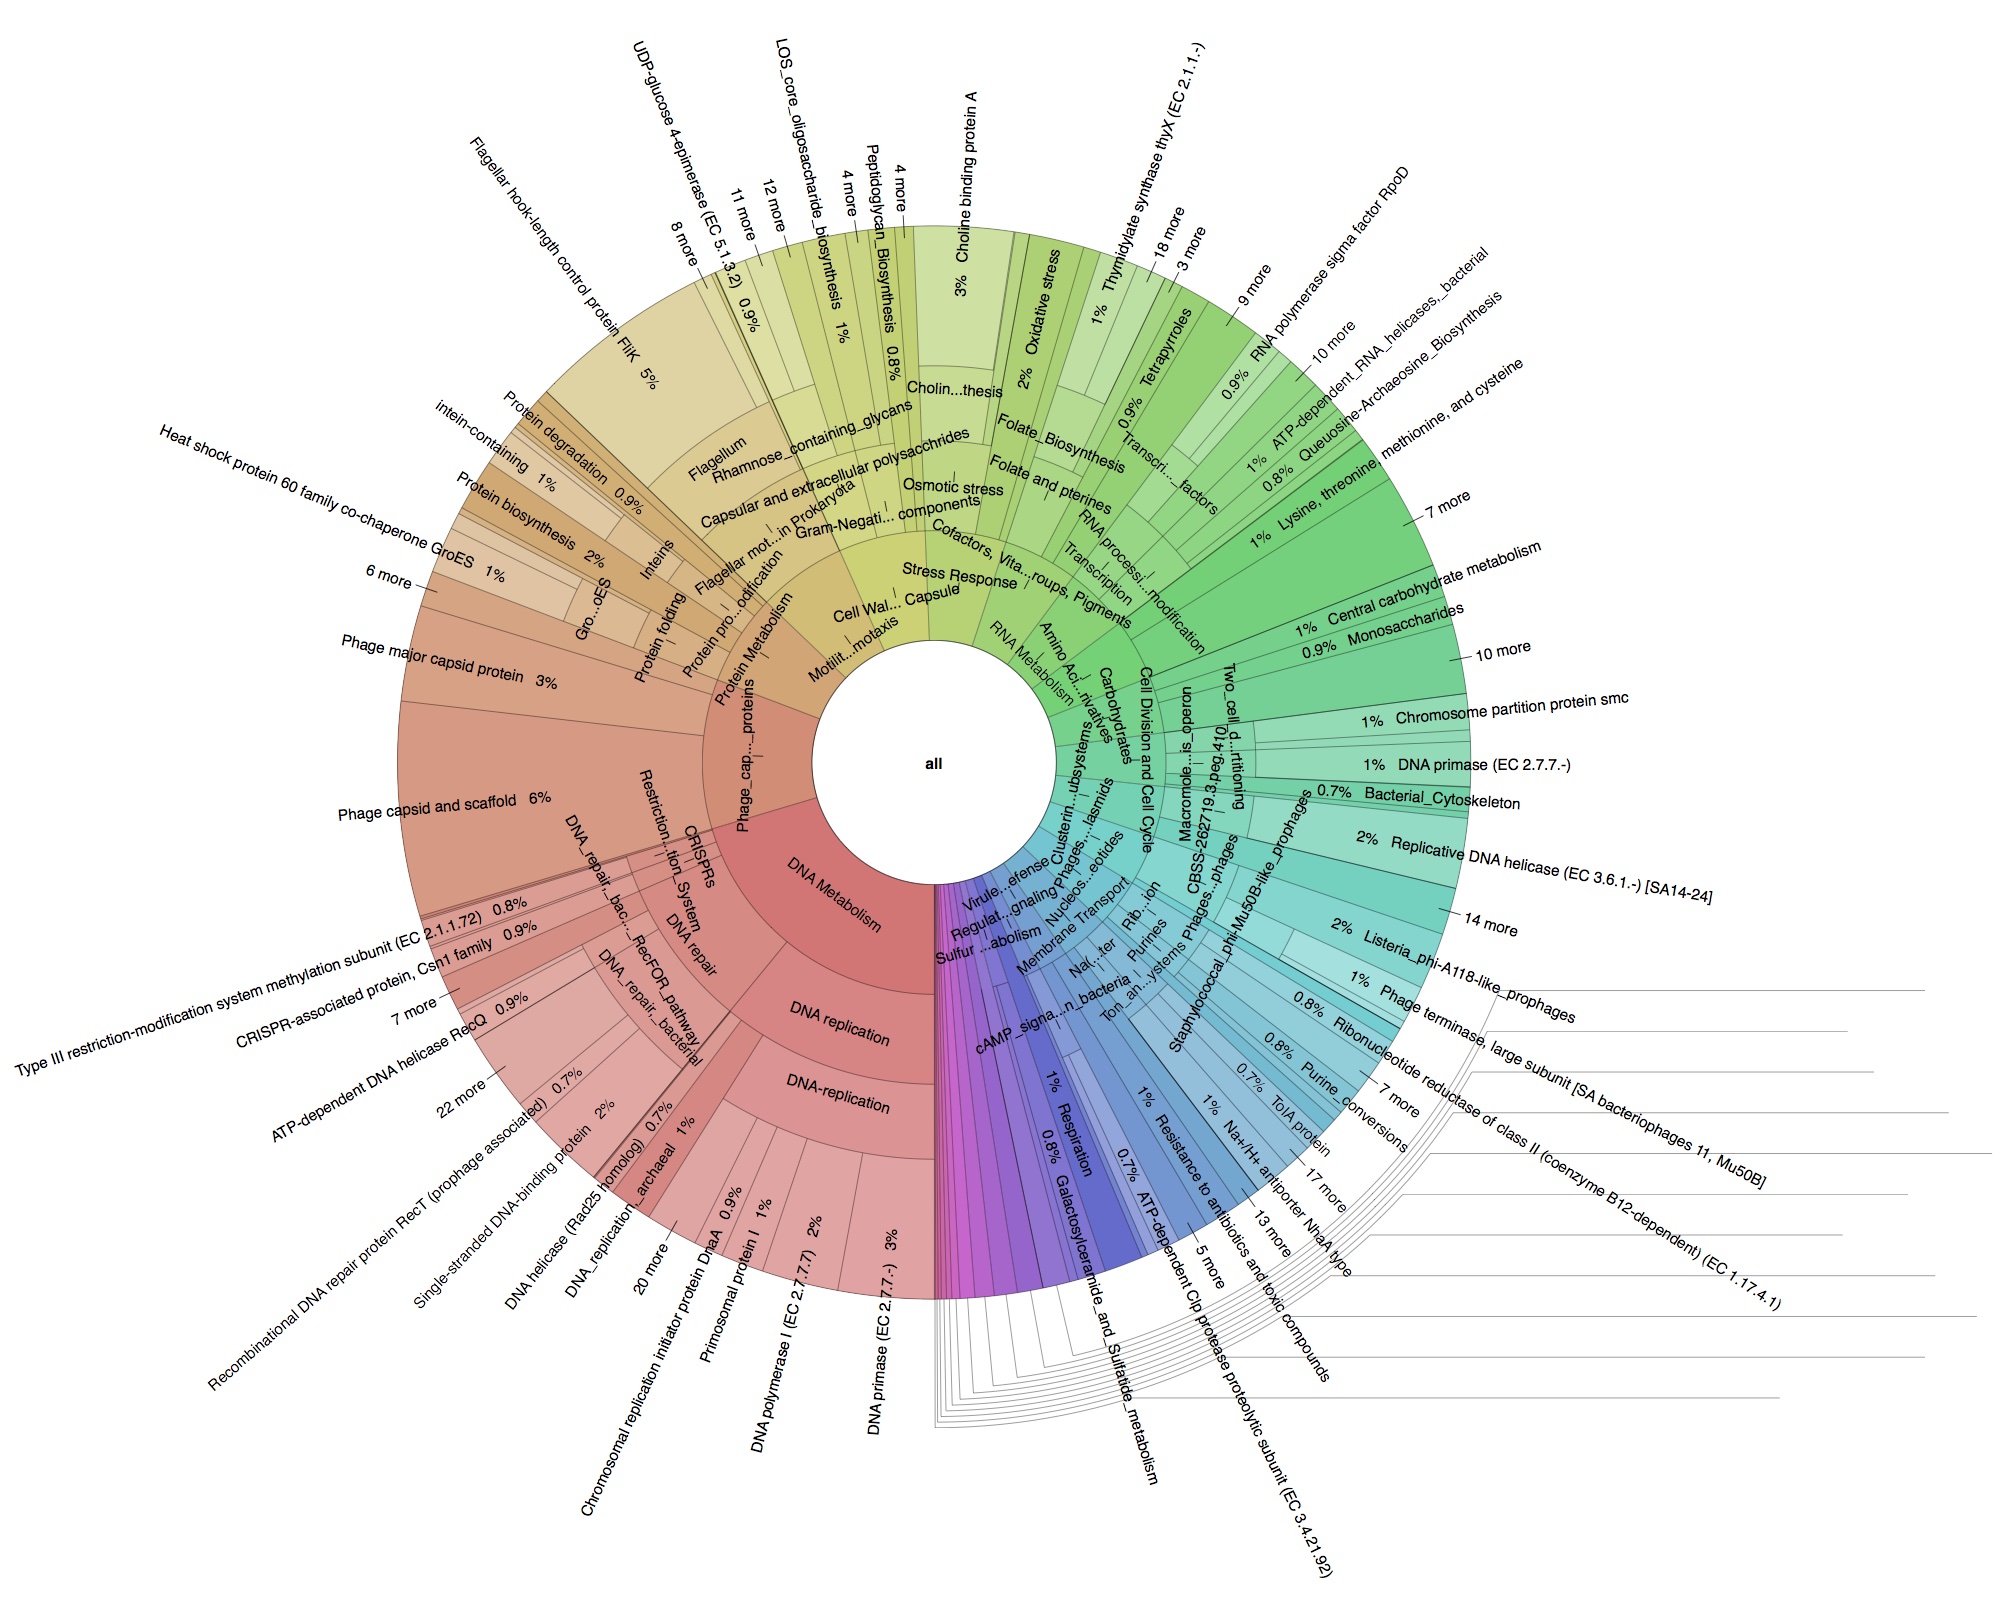 all
UDP-glucose 4-epimerase (EC 5.1.3.2) 0.9%
11 more
12 more
LOS_core_oligosaccharide_biosynthesis 1%
4 more
Peptidoglycan_Biosynthesis 0.8%
4 more
3% Choline binding protein A
Cholin...thesis
2% Oxidative stress
1% Thymidylate synthase thyX (EC 2.1.1.-)
18 more
3 more
0.9% Tetrapyrroles
9 more
0.9% RNA polymerase sigma factor RpoD
10 more
1% ATP-dependent_RNA_helicases,_bacterial
0.8% Queuosine-Archaeosine_Biosynthesis
1% Lysine, threonine, methionine, and cysteine
7 more
1% Central carbohydrate metabolism
0.9% Monosaccharides
10 more
1% Chromosome partition protein smc
1% DNA primase (EC 2.7.7.-)
0.7% Bacterial_Cytoskeleton
2% Replicative DNA helicase (EC 3.6.1.-) [SA14-24]
14 more
2% Listeria_phi-A118-like_prophages
1% Phage terminase, large subunit [SA bacteriophages 11, Mu50B]
0.8% Ribonucleotide reductase of class II (coenzyme B12-dependent) (EC 1.17.4.1)
7 more
0.8% Purine_conversions
0.7% TolA protein
17 more
1% Na+/H+ antiporter NhaA type
13 more
1% Resistance to antibiotics and toxic compounds
5 more
0.7% ATP-dependent Clp protease proteolytic subunit (EC 3.4.21.92)
1% Respiration
0.8% Galactosylceramide_and_Sulfatide_metabolism
DNA primase (EC 2.7.7.-) 3%
DNA polymerase I (EC 2.7.7.7) 2%
Primosomal protein I 1%
Chromosomal replication initiator protein DnaA 0.9%
20 more
DNA_replication,_archaeal 1%
DNA helicase (Rad25 homolog) 0.7%
Single-stranded DNA-binding protein 2%
Recombinational DNA repair protein RecT (prophage associated) 0.7%
22 more
ATP-dependent DNA helicase RecQ 0.9%
7 more
CRISPR-associated protein, Csn1 family 0.9%
Type III restriction-modification system methylation subunit (EC 2.1.1.72) 0.8%
Phage capsid and scaffold 6%
Phage major capsid protein 3%
6 more
Heat shock protein 60 family co-chaperone GroES 1%
Protein biosynthesis 2%
intein-containing 1%
Protein degradation 0.9%
Flagellar hook-length control protein FliK 5%
8 more
Flagellum
Rhamnose_containing_glycans
Capsular and extracellular polysacchrides
Flagellar mot...in Prokaryota
Gram-Negati... components
Osmotic stress
Folate_Biosynthesis
Folate and pterines
Transcri..._factors
RNA processi...modification
Transcription
Cofactors, Vita...roups, Pigments
Stress Response
Cell Wal... Capsule
Motilit...motaxis
RNA Metabolism
Amino Aci...rivatives
Carbohydrates
Cell Division and Cell Cycle
Two_cell_d...rtitioning
Macromole...is_operon
CBSS-262719.3.peg.410
Clusterin...ubsystems
Phages,...lasmids
Phages...phages
Staphylococcal_phi-Mu50B-like_prophages
Nucleos...eotides
Rib...ion
Purines
Membrane Transport
Na(...ter
Ton_an...ystems
cAMP_signa...n_bacteria
Virule...efense
Regulat...gnaling
Sulfur ...abolism
DNA Metabolism
DNA replication
DNA-replication
DNA repair
DNA_repair,_bacterial
DNA_repair,_bac..._RecFOR_pathway
Restriction...tion_System
CRISPRs
Phage_cap..._proteins
Protein Metabolism
Protein pro...odification
Protein folding
Gro...oES
Inteins